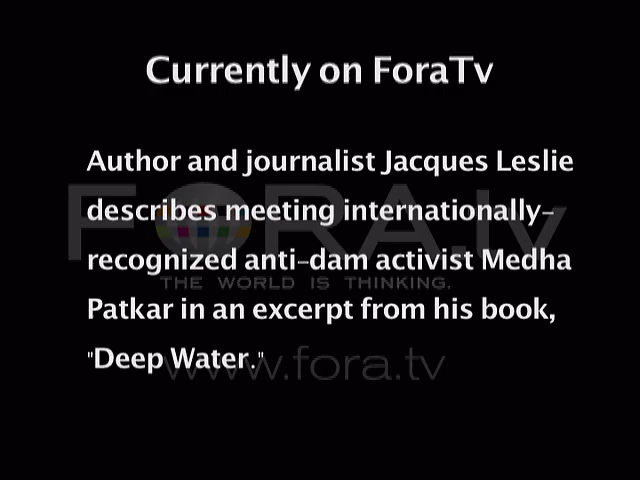 Currently on ForaTv
Author and journalist Jacques Leslie
describes meeting internationally-
recognized anti-dam activist Medha
Patkar in an excerpt from his book,
"Deep Water."
FORA.tv
THE WORLD IS THINKING.
www.fora.tv